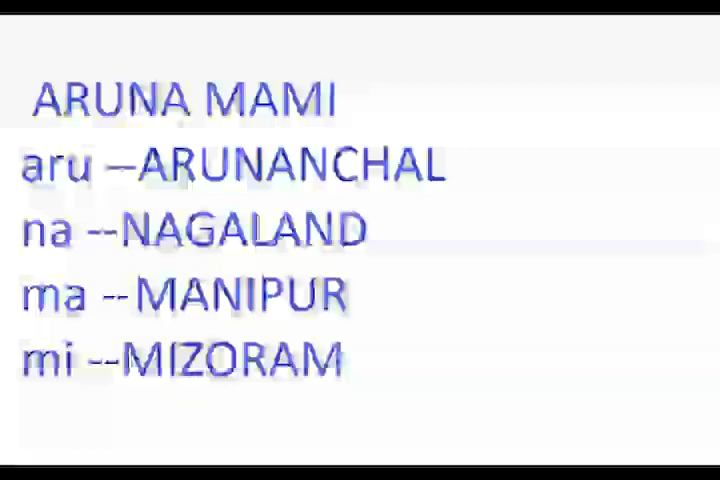 ARUNA MAMI
aru --ARUNANCHAL
na --NAGALAND
ma --MANIPUR
mi --MIZORAM